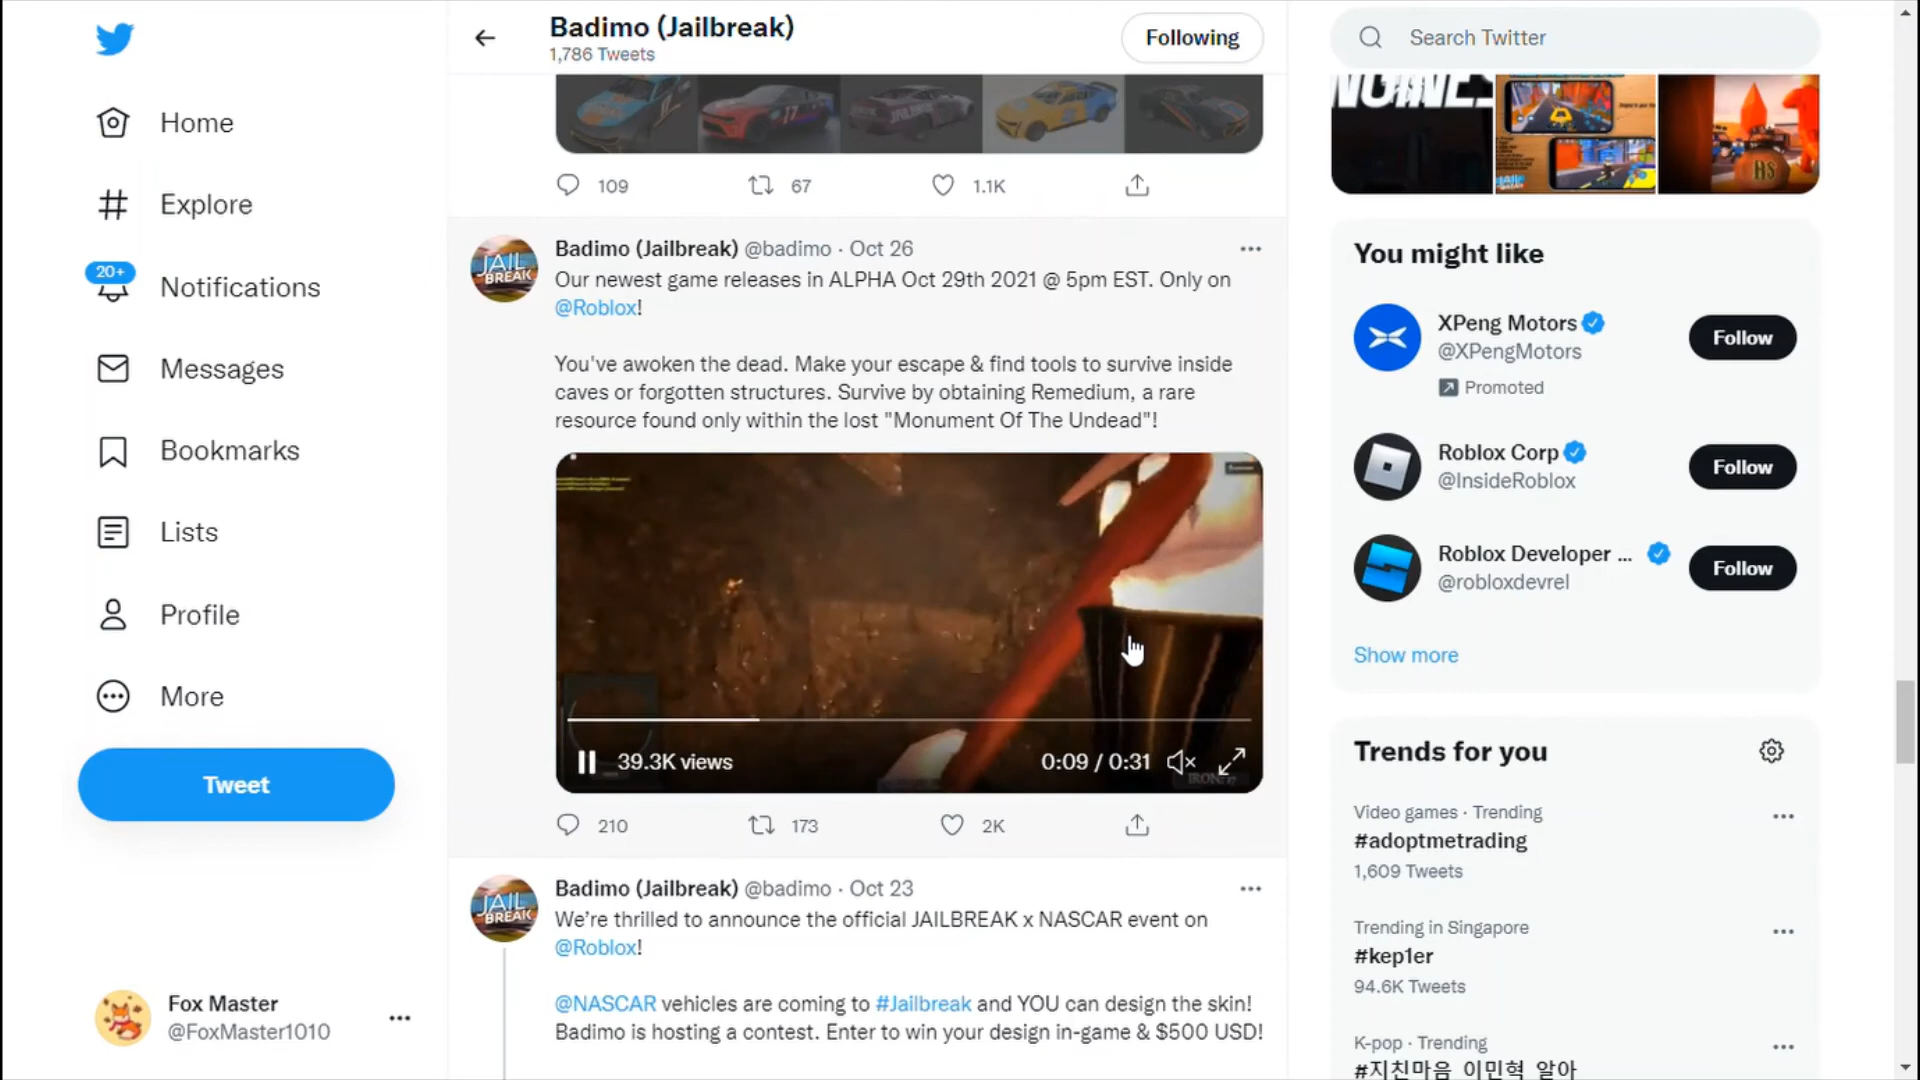 Home
Explore
20+
Notifications
Messages
Bookmarks
Lists
Profile
More
Tweet
Fox Master
@FoxMaster1010
Badimo (Jailbreak)
1,786 Tweets
Following
17
JAILBREAK
109
67
1.1K
JAIL
BREAK
Badimo (Jailbreak) @badimo · Oct 26
Our newest game releases in ALPHA Oct 29th 2021 @ 5pm EST. Only on
@Roblox!
You've awoken the dead. Make your escape & find tools to survive inside
caves or forgotten structures. Survive by obtaining Remedium, a rare
resource found only within the lost "Monument Of The Undead"!
39.3K views
0:09 / 0:31
210
173
2K
JAIL
BREAK
Badimo (Jailbreak) @badimo · Oct 23
We're thrilled to announce the official JAILBREAK x NASCAR event on
@Roblox!
@NASCAR vehicles are coming to #Jailbreak and YOU can design the skin!
Badimo is hosting a contest. Enter to win your design in-game & $500 USD!
Search Twitter
You might like
XPeng Motors
@XPengMotors
Promoted
Follow
Roblox Corp
@InsideRoblox
Follow
Roblox Developer ...
@robloxdevrel
Follow
Show more
Trends for you
Video games · Trending
#adoptmetrading
1,609 Tweets
Trending in Singapore
#kep1er
94.6K Tweets
K-pop · Trending
#지친마음_이민혁_알아